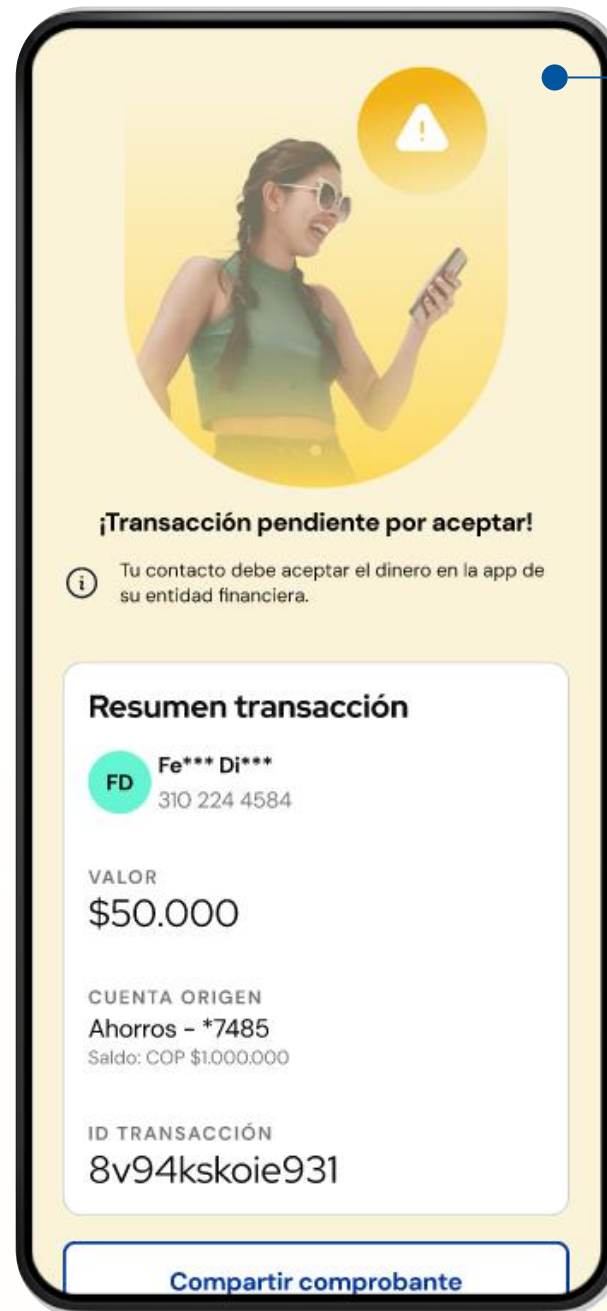 ¡Transacción pendiente por aceptar!
Tu contacto debe aceptar el dinero en la app de
su entidad financiera.
Resumen transacción
FD
Fe*** Di***
310 224 4584
VALOR
$50.000
CUENTA ORIGEN
Ahorros - *7485
Saldo: COP $1.000.000
ID TRANSACCIÓN
8v94kskoie931
Compartir comprobante